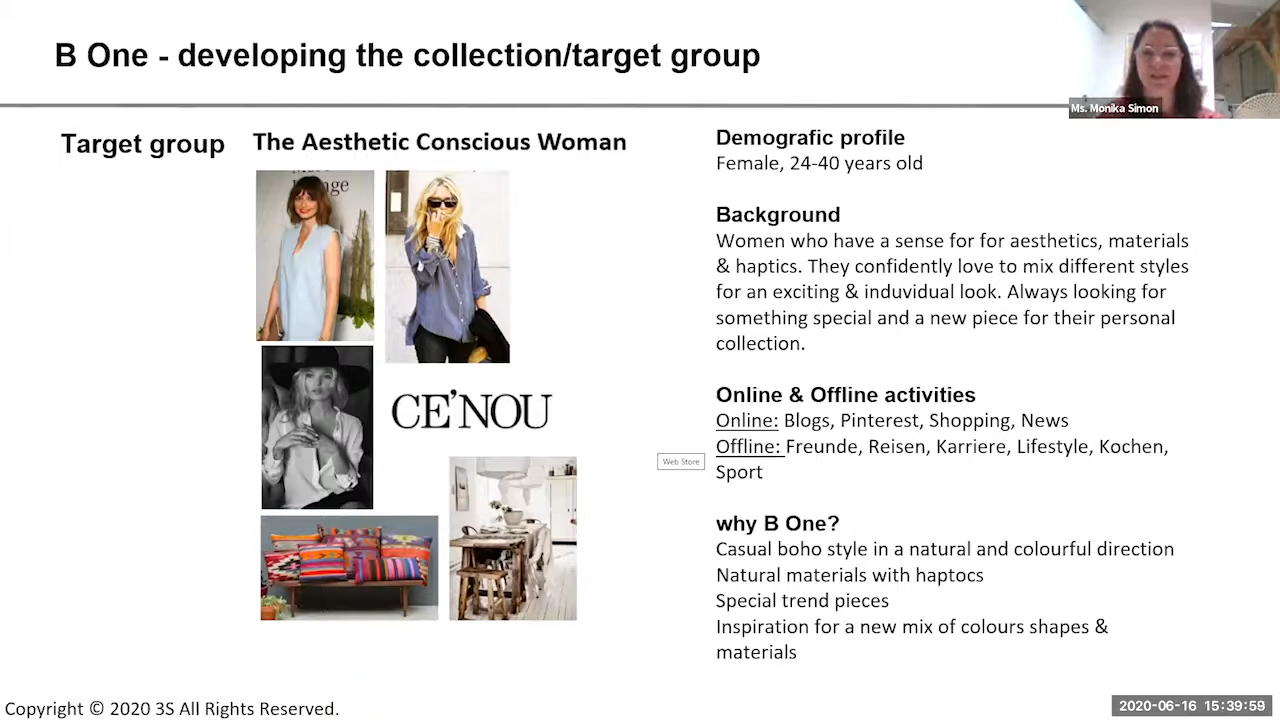 B One - developing the collection/target group
Ms. Monika Simon
Target group
The Aesthetic Conscious Woman
CE'NOU
Web Store
Demografic profile
Female, 24-40 years old
Background
Women who have a sense for for aesthetics, materials
& haptics. They confidently love to mix different styles
for an exciting & induvidual look. Always looking for
something special and a new piece for their personal
collection.
Online & Offline activities
Online: Blogs, Pinterest, Shopping, News
Offline: Freunde, Reisen, Karriere, Lifestyle, Kochen,
Sport
why B One?
Casual boho style in a natural and colourful direction
Natural materials with haptocs
Special trend pieces
Inspiration for a new mix of colours shapes &
materials
Copyright © 2020 3S All Rights Reserved.
2020-06-16 15:39:59